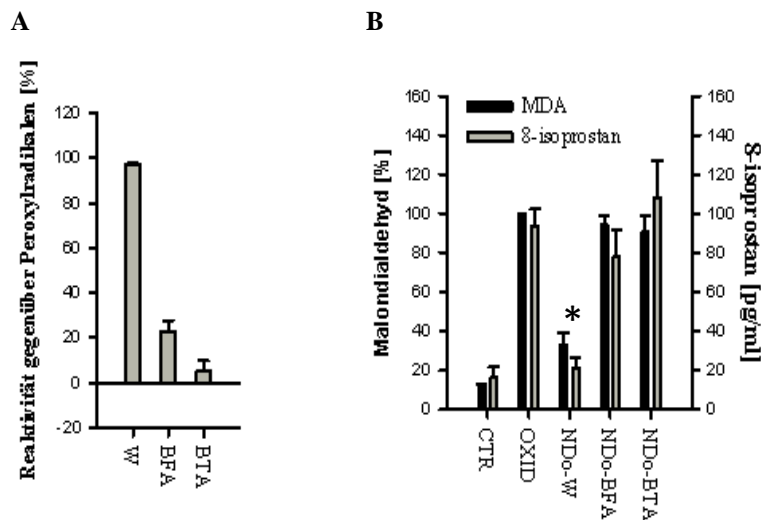 A
Reaktivität gegenüber Peroxylradikalen [%]
120
100
80
60
40
20
0
-20
W
BFA
BTA
B
Malondialdehyd [%]
160
140
120
100
80
60
40
20
0
MDA
8-isoprostan
*
160
140
120
100
80
60
40
20
0
8-isoprostan [pg/ml]
CTR
OXID
NDo-W
NDo-BFA
NDo-BTA